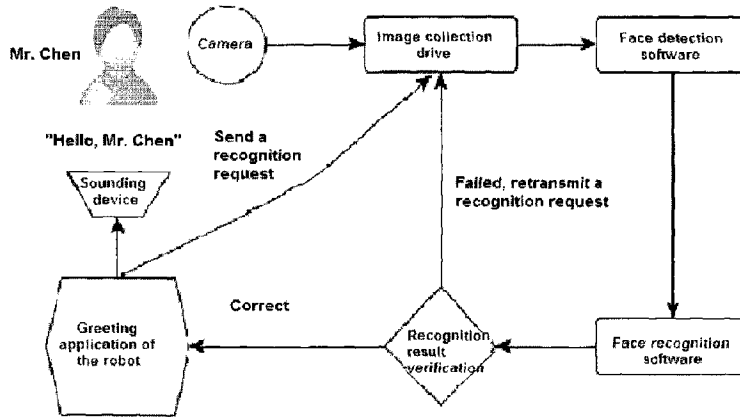 Mr. Chen
Camera
Image collection
drive
Face detection
software
"Hello, Mr. Chen"
Sounding
device
Send a
recognition
request
Failed, retransmit a
recognition request
Greeting
application of
the robot
Correct
Recognition
result
verification
Face recognition
software